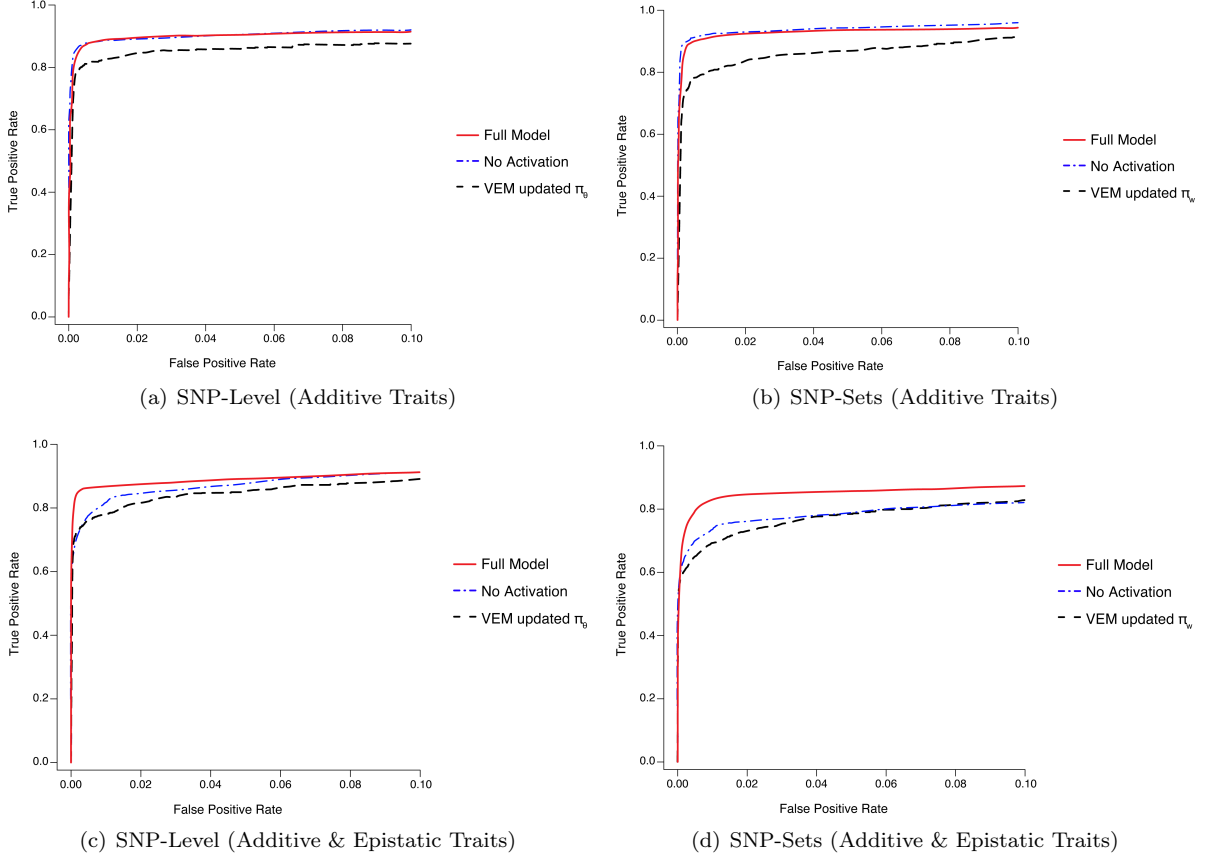 1.0
0.8
0.6
0.4
0.2
0.0
True Positive Rate
0.00 0.02 0.04 0.06 0.08 0.10
False Positive Rate
Full Model
No Activation
VEM updated πθ
(a) SNP-Level (Additive Traits)
1.0
0.8
0.6
0.4
0.2
0.0
True Positive Rate
0.00 0.02 0.04 0.06 0.08 0.10
False Positive Rate
Full Model
No Activation
VEM updated πw
(b) SNP-Sets (Additive Traits)
1.0
0.8
0.6
0.4
0.2
0.0
True Positive Rate
0.00 0.02 0.04 0.06 0.08 0.10
False Positive Rate
Full Model
No Activation
VEM updated πθ
(c) SNP-Level (Additive & Epistatic Traits)
1.0
0.8
0.6
0.4
0.2
0.0
True Positive Rate
0.00 0.02 0.04 0.06 0.08 0.10
False Positive Rate
Full Model
No Activation
VEM updated πw
(d) SNP-Sets (Additive & Epistatic Traits)